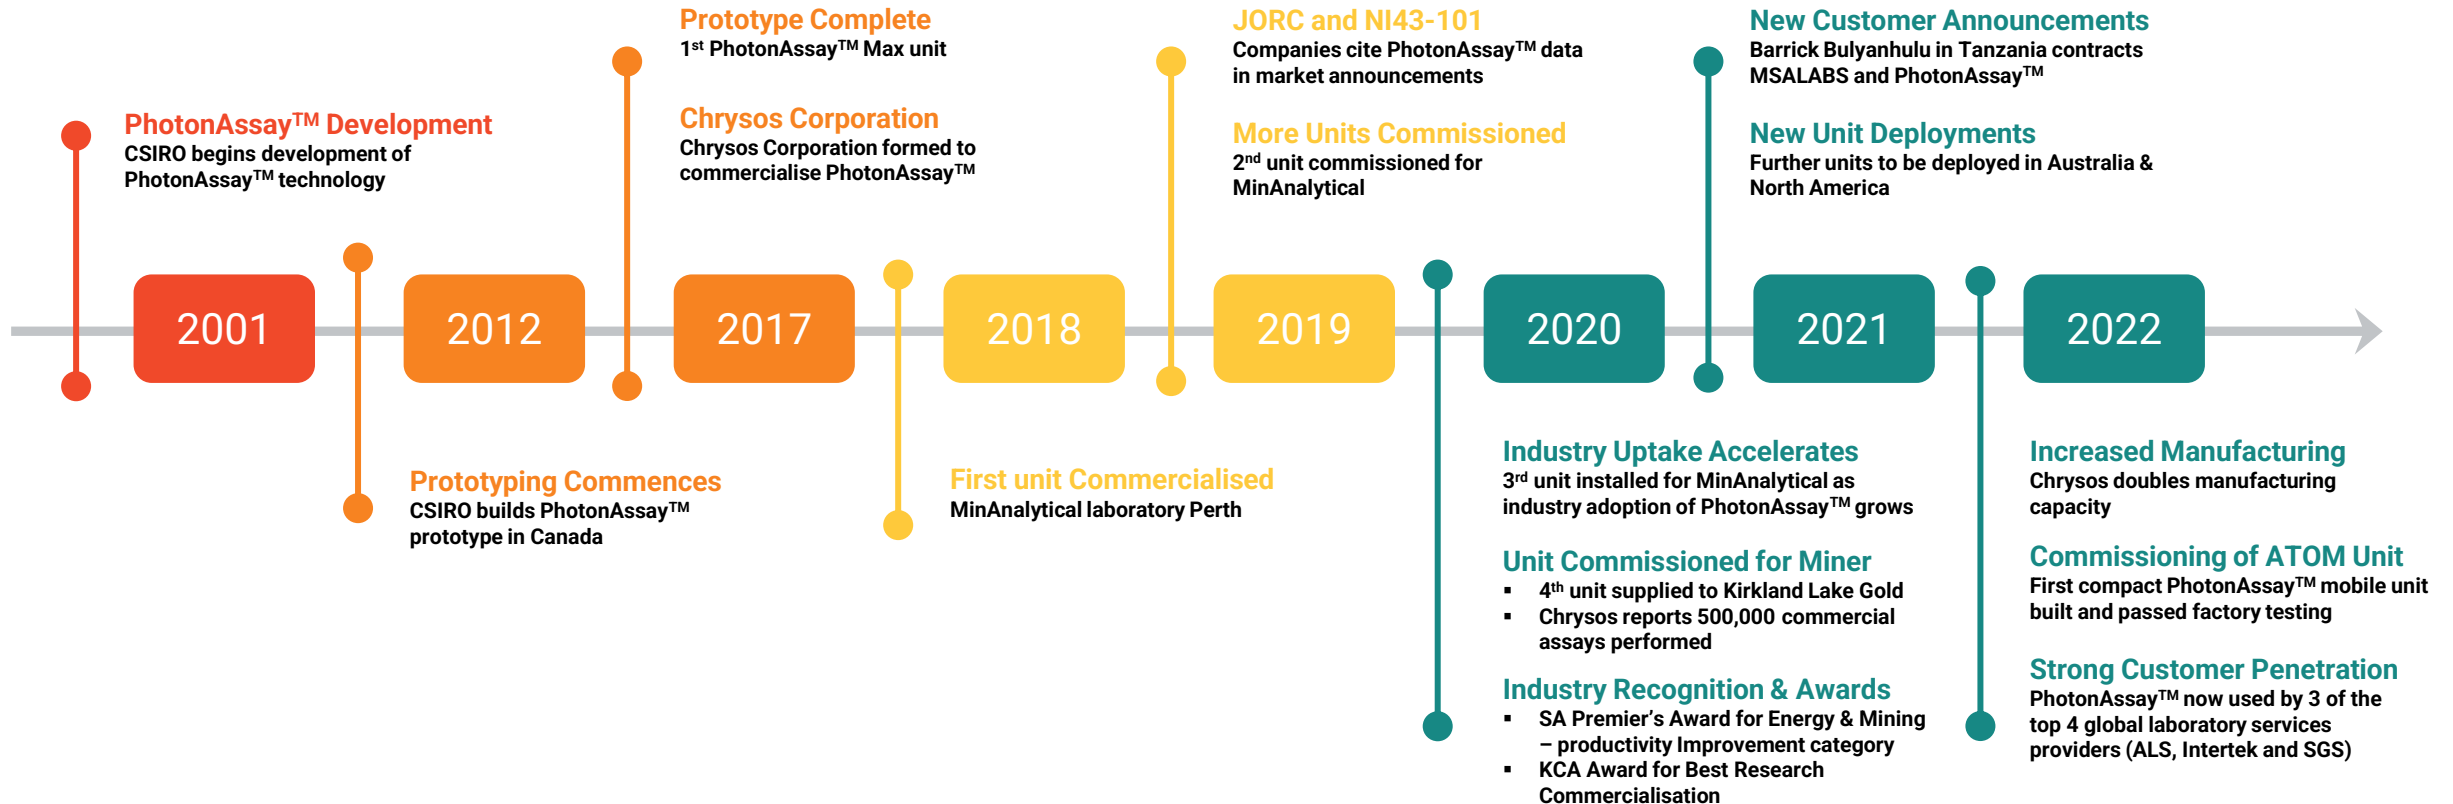 PhotonAssay™ Development
CSIRO begins development of
PhotonAssay™ technology
2001
2012
Prototyping Commences
CSIRO builds PhotonAssay™
prototype in Canada
Prototype Complete
1st PhotonAssay™ Max unit
Chrysos Corporation
Chrysos Corporation formed to
commercialise PhotonAssay™
2017
2018
First unit Commercialised
MinAnalytical laboratory Perth
JORC and NI43-101
Companies cite PhotonAssay™ data
in market announcements
More Units Commissioned
2nd unit commissioned for
MinAnalytical
2019
2020
Industry Uptake Accelerates
3rd unit installed for MinAnalytical as
industry adoption of PhotonAssay™ grows
Unit Commissioned for Miner
▪ 4th unit supplied to Kirkland Lake Gold
▪ Chrysos reports 500,000 commercial
assays performed
Industry Recognition & Awards
▪ SA Premier’s Award for Energy & Mining
– productivity Improvement category
▪ KCA Award for Best Research
Commercialisation
New Customer Announcements
Barrick Bulyanhulu in Tanzania contracts
MSALABS and PhotonAssay™
New Unit Deployments
Further units to be deployed in Australia &
North America
2021
2022
Increased Manufacturing
Chrysos doubles manufacturing
capacity
Commissioning of ATOM Unit
First compact PhotonAssay™ mobile unit
built and passed factory testing
Strong Customer Penetration
PhotonAssay™ now used by 3 of the
top 4 global laboratory services
providers (ALS, Intertek and SGS)